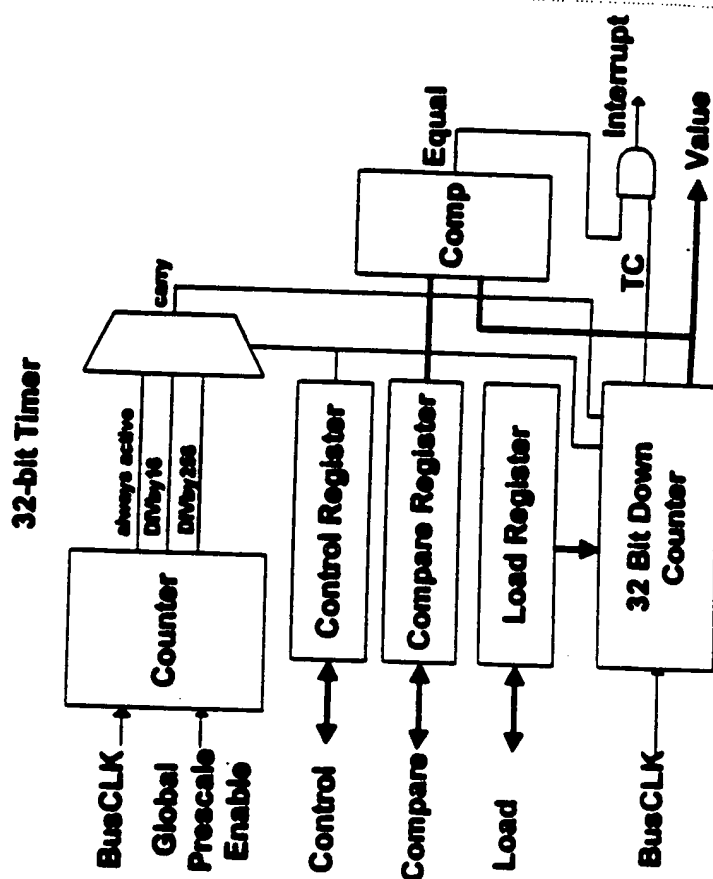 32-bit Timer
BusCLK
Global
Prescale
Enable
Counter
always active
DIVby16
DIVby256
carry
Control
Control Register
Compare
Compare Register
Comp
Equal
Load
Load Register
BusCLK
32 Bit Down
Counter
TC
Interrupt
Value